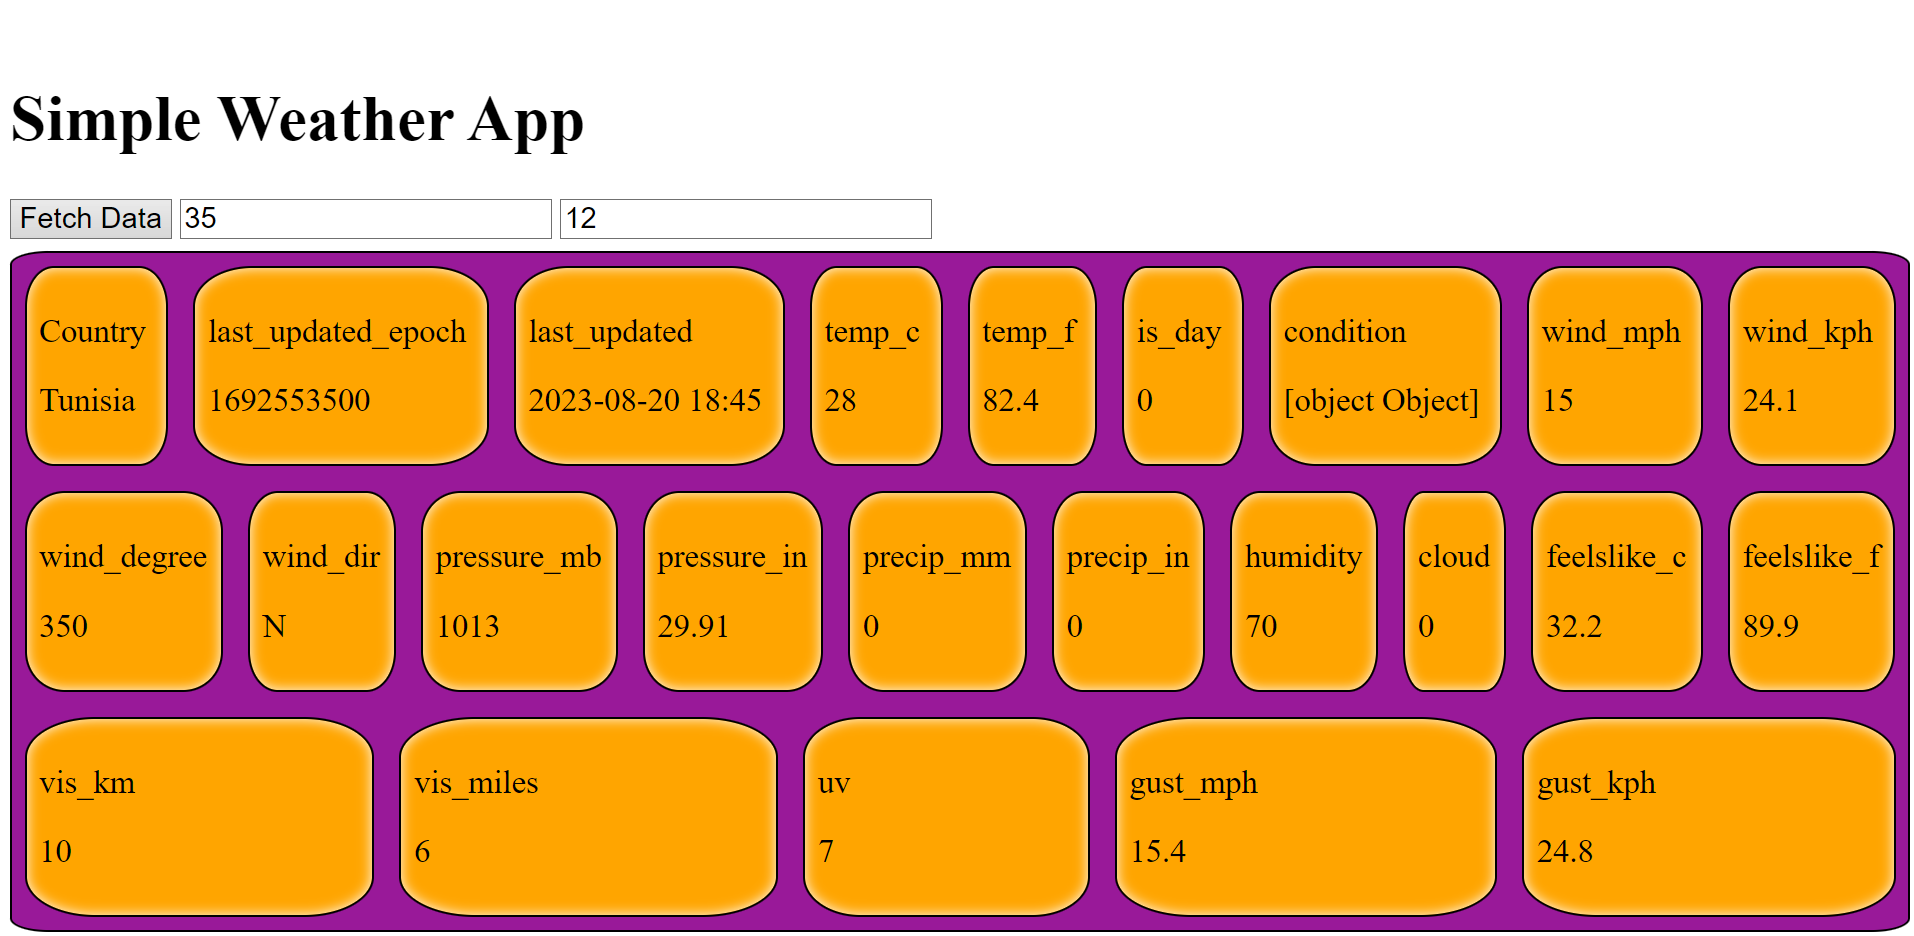 Simple Weather App
Fetch Data 35 12
Country last_updated_epoch last_updated temp_c temp_f is_day condition wind_mph wind_kph
Tunisia 1692553500 2023-08-20 18:45 28 82.4 0 [object Object] 15 24.1
wind_degree wind_dir pressure_mb pressure_in precip_mm precip_in humidity cloud feelslike_c feelslike_f
350 N 1013 29.91 0 0 70 0 32.2 89.9
vis_km vis_miles uv gust_mph gust_kph
10 6 7 15.4 24.8